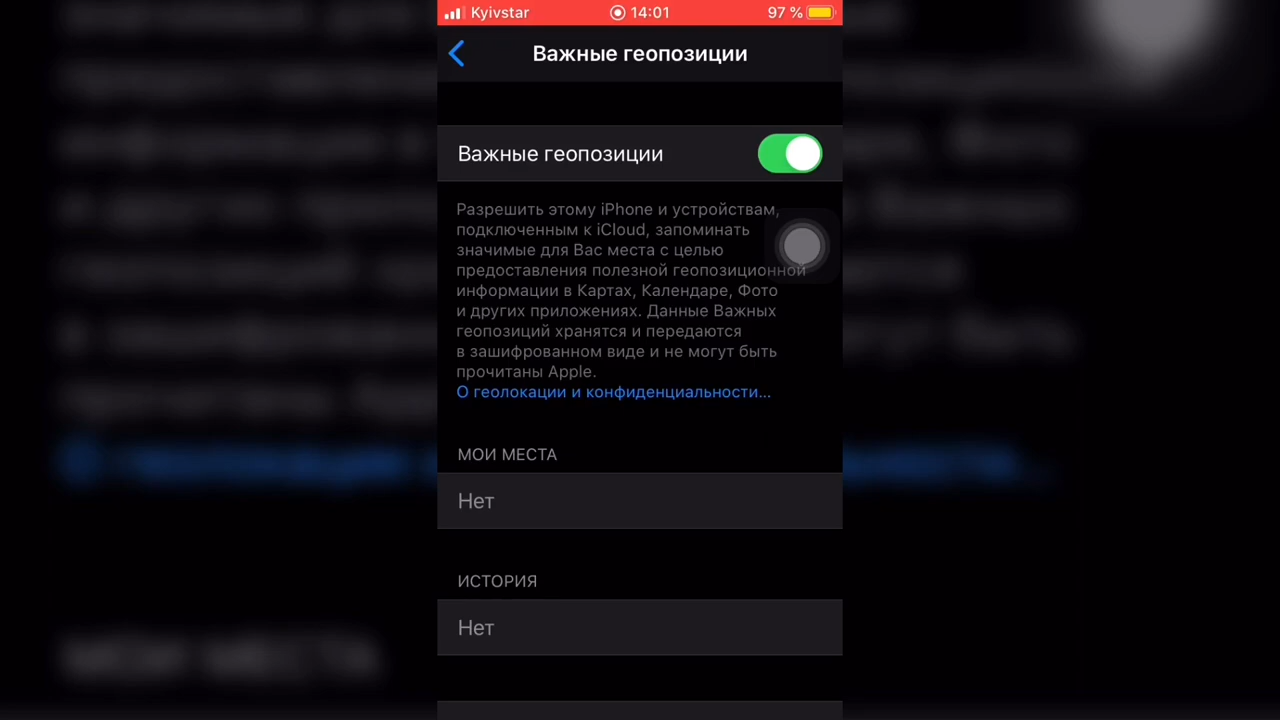 Kyivstar 14:01 97 %
Важные геопозиции
Важные геопозиции
Разрешить этому iPhone и устройствам,
подключенным к iCloud, запоминать
значимые для Вас места с целью
предоставления полезной геопозиционной
информации в Картах, Календаре, Фото
и других приложениях. Данные Важных
геопозиций хранятся и передаются
в зашифрованном виде и не могут быть
прочитаны Apple.
О геолокации и конфиденциальности...
МОИ МЕСТА
Нет
ИСТОРИЯ
Нет